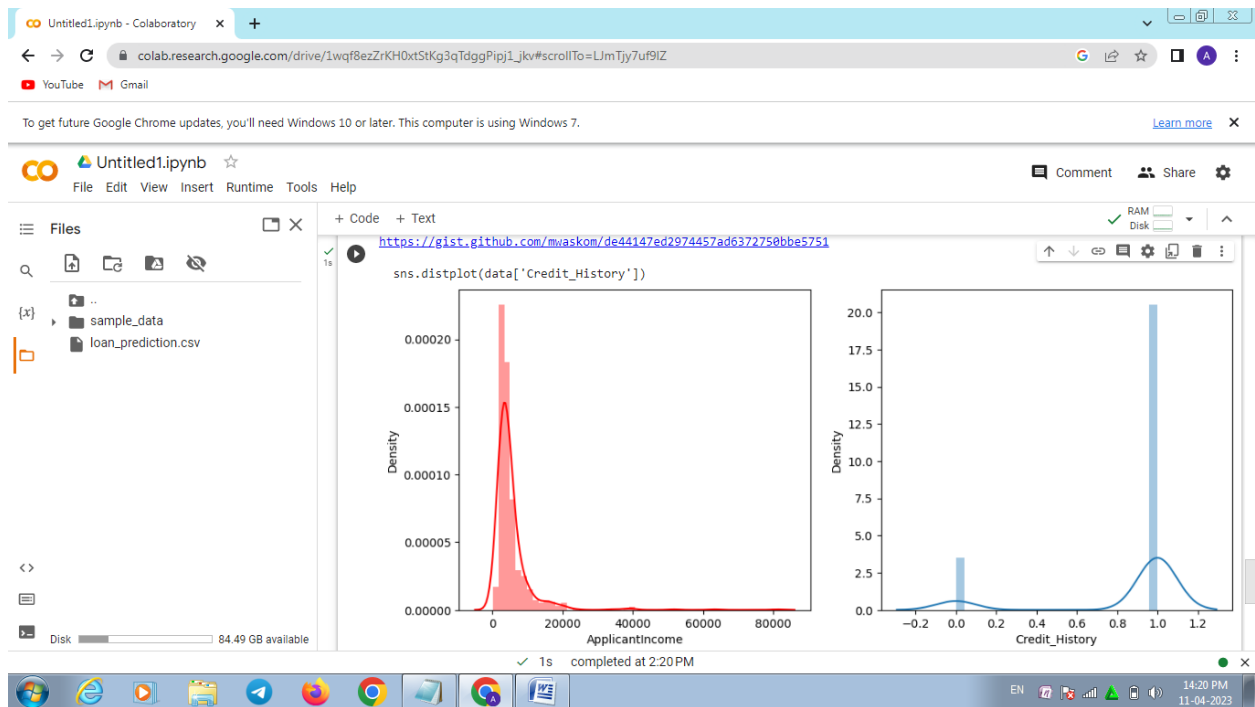 Untitled1.ipynb - Colaboratory
colab.research.google.com/drive/1wqf8ezZrKH0xtStKg3qTdggPipj1_jkv#scrollTo=LJmTjy7uf9IZ
G
A
YouTube
Gmail
To get future Google Chrome updates, you'll need Windows 10 or later. This computer is using Windows 7.
Learn more
CO
Untitled1.ipynb
File Edit View Insert Runtime Tools Help
Comment
Share
Files
+ Code + Text
RAM
Disk
{x}
..
sample_data
loan_prediction.csv
Disk
84.49 GB available
1s
https://gist.github.com/mwaskom/de44147ed2974457ad6372750bbe5751
sns.distplot(data['Credit_History'])
Density
0.00020
0.00015
0.00010
0.00005
0.00000
0 20000 40000 60000 80000
ApplicantIncome
Density
20.0
17.5
15.0
12.5
10.0
7.5
5.0
2.5
0.0
−0.2 0.0 0.2 0.4 0.6 0.8 1.0 1.2
Credit_History
1s completed at 2:20 PM
EN
14:20 PM
11-04-2023